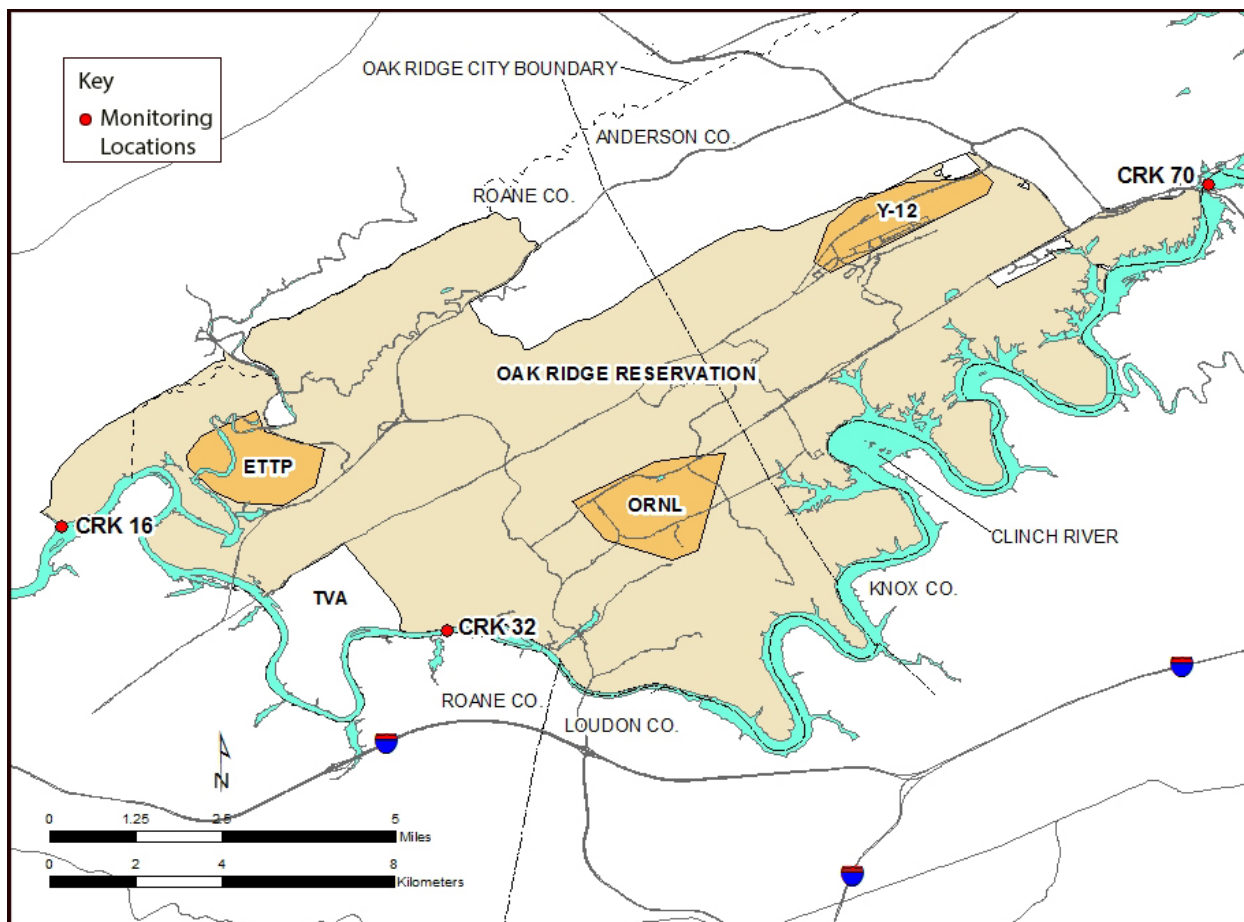 Key
Monitoring
Locations
OAK RIDGE CITY BOUNDARY
ANDERSON CO.
ROANE CO.
CRK 70
Y-12
OAK RIDGE RESERVATION
ETTP
ORNL
CRK 16
CLINCH RIVER
KNOX CO.
TVA
CRK 32
ROANE CO.
LOUDON CO.
N
0 1.25 2.5 5
Miles
0 2 4 8
Kilometers